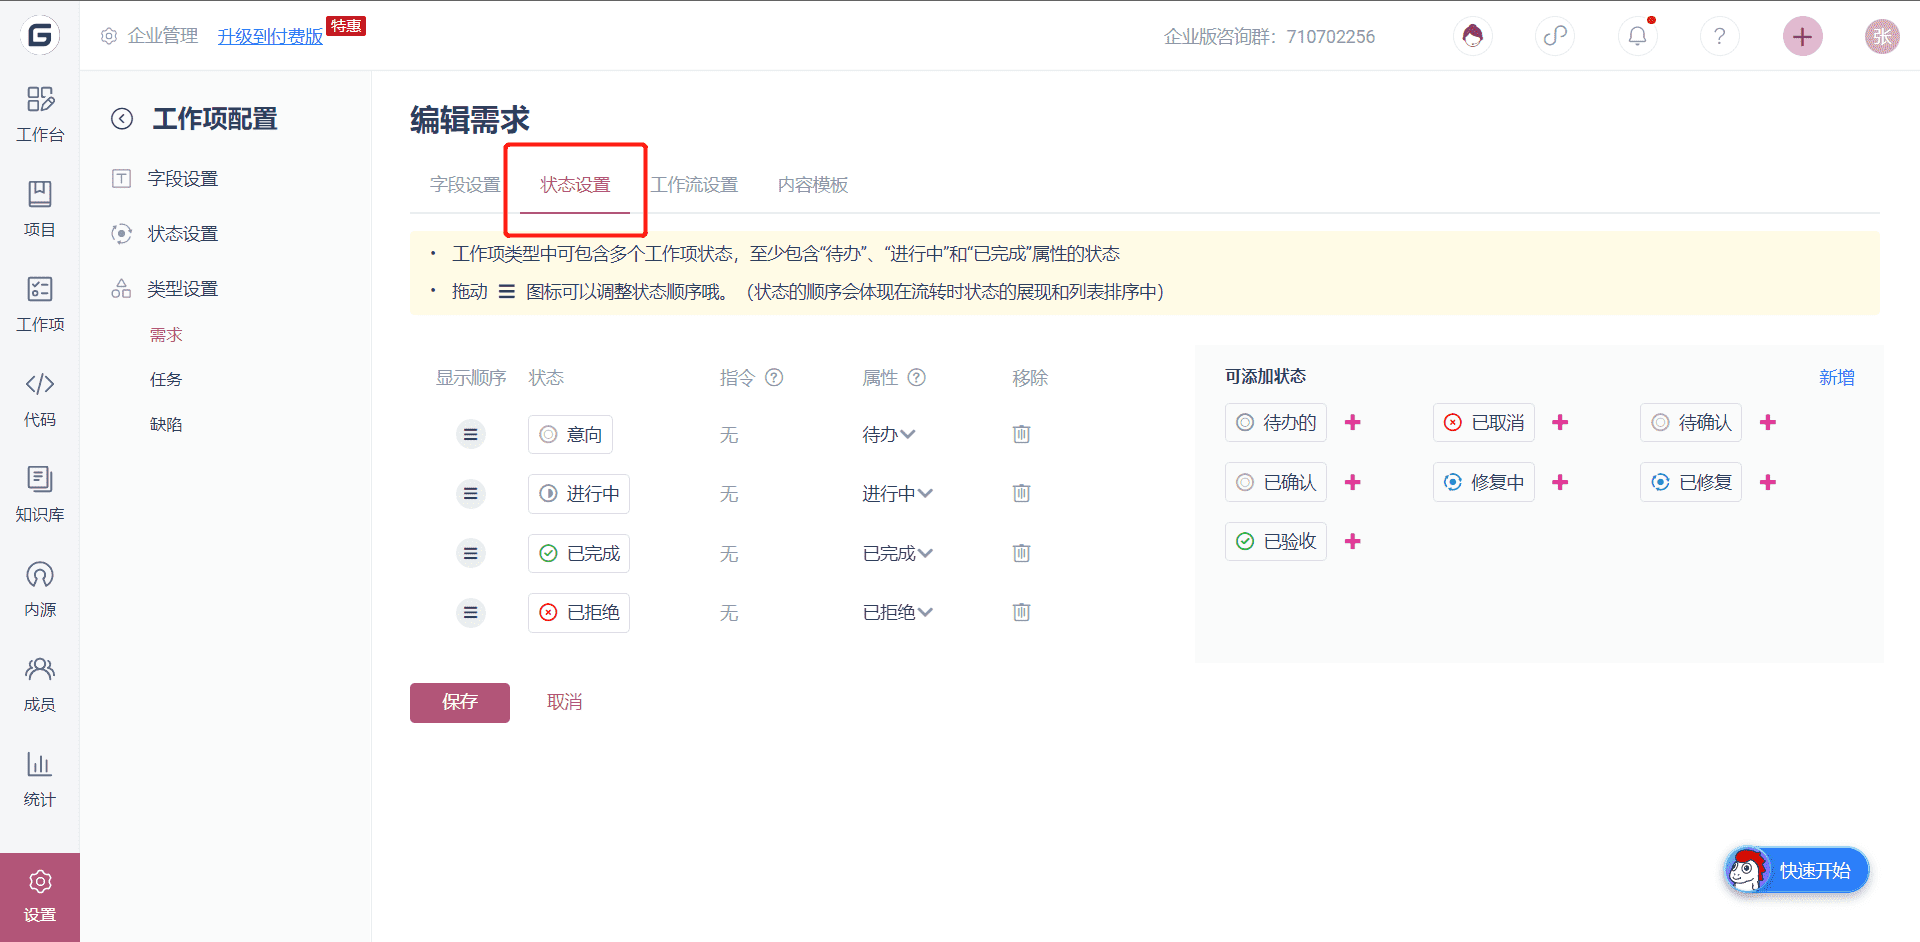 企业管理 升级到付费版 特惠 企业版咨询群：710702256 张
工作台
项目
工作项
代码
知识库
内源
成员
统计
设置
工作项配置
字段设置
状态设置
类型设置
需求
任务
缺陷
编辑需求
字段设置 状态设置 工作流设置 内容模板
• 工作项类型中可包含多个工作项状态，至少包含“待办”、“进行中”和“已完成”属性的状态
• 拖动 图标可以调整状态顺序哦。（状态的顺序会体现在流转时状态的展现和列表排序中）
显示顺序 状态 指令 ? 属性 ? 移除
意向 无 待办
进行中 无 进行中
已完成 无 已完成
已拒绝 无 已拒绝
保存 取消
可添加状态 新增
待办的 已取消 待确认
已确认 修复中 已修复
已验收
快速开始